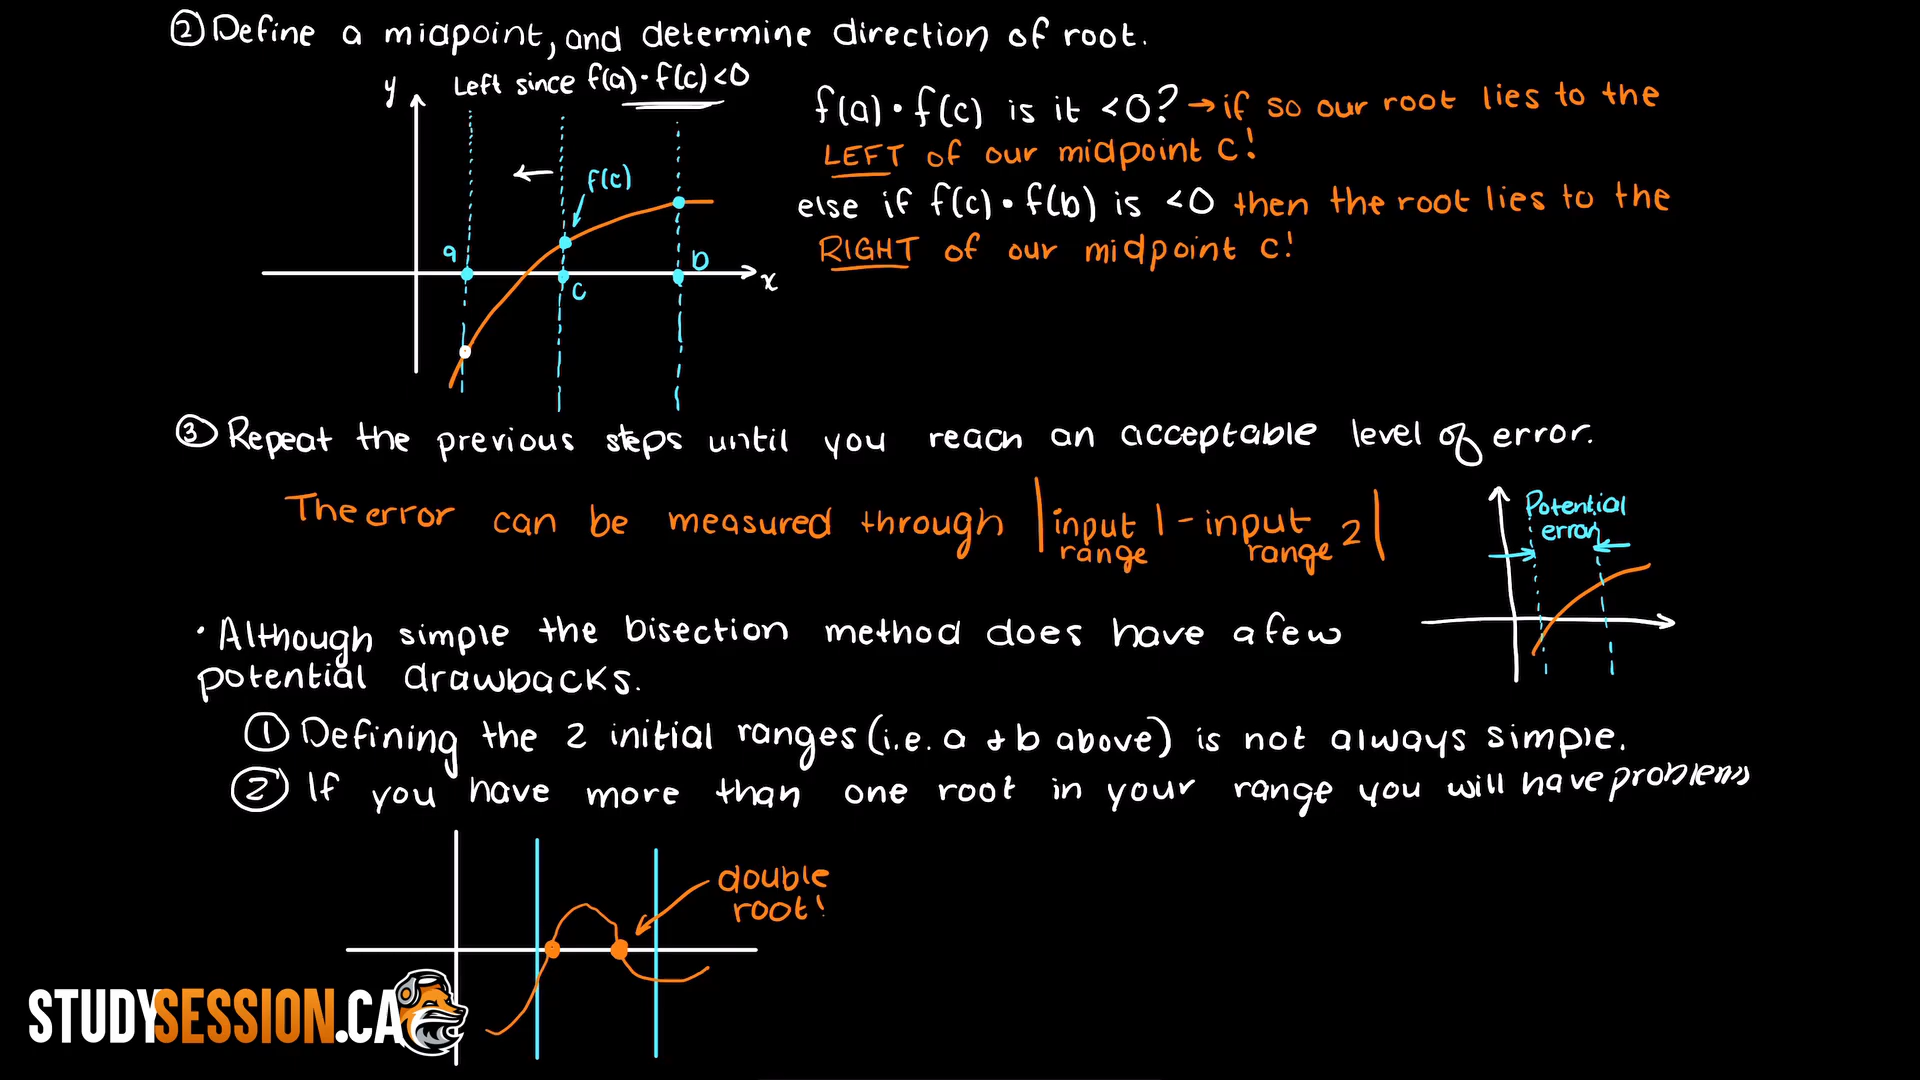 ② Define a midpoint, and determine direction of root.
y
Left since f(a)·f(c)<0
f(c)
a
c
b
x
f(a)·f(c) is it <0? → if so our root lies to the
LEFT of our midpoint c!
else if f(c)·f(b) is <0 then the root lies to the
RIGHT of our midpoint c!
③ Repeat the previous steps until you reach an acceptable level of error.
The error can be measured through |input range 1 - input range 2|
Potential
error
• Although simple the bisection method does have a few
potential drawbacks.
① Defining the 2 initial ranges (i.e. a + b above) is not always simple.
② If you have more than one root in your range you will have problems
double
root!
STUDYSESSION.CA